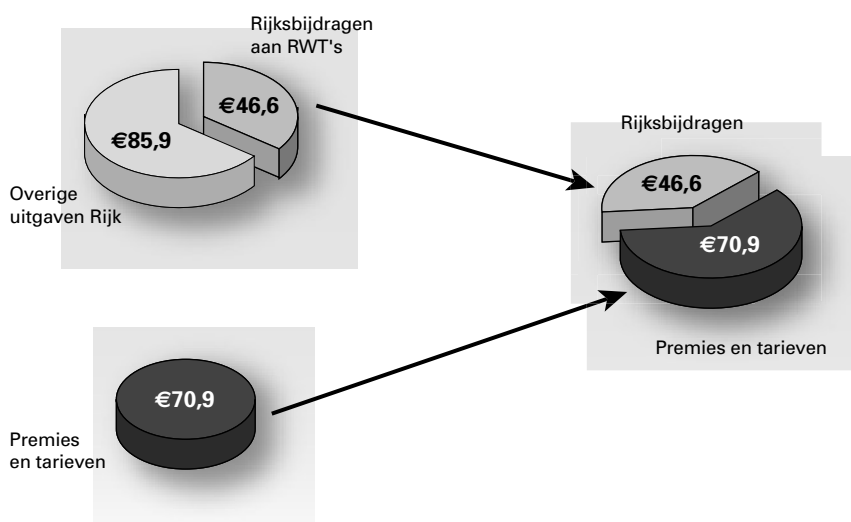 Rijksbijdragen
aan RWT's
€46,6
€85,9
Overige
uitgaven Rijk
Rijksbijdragen
€46,6
€70,9
Premies en tarieven
€70,9
Premies
en tarieven